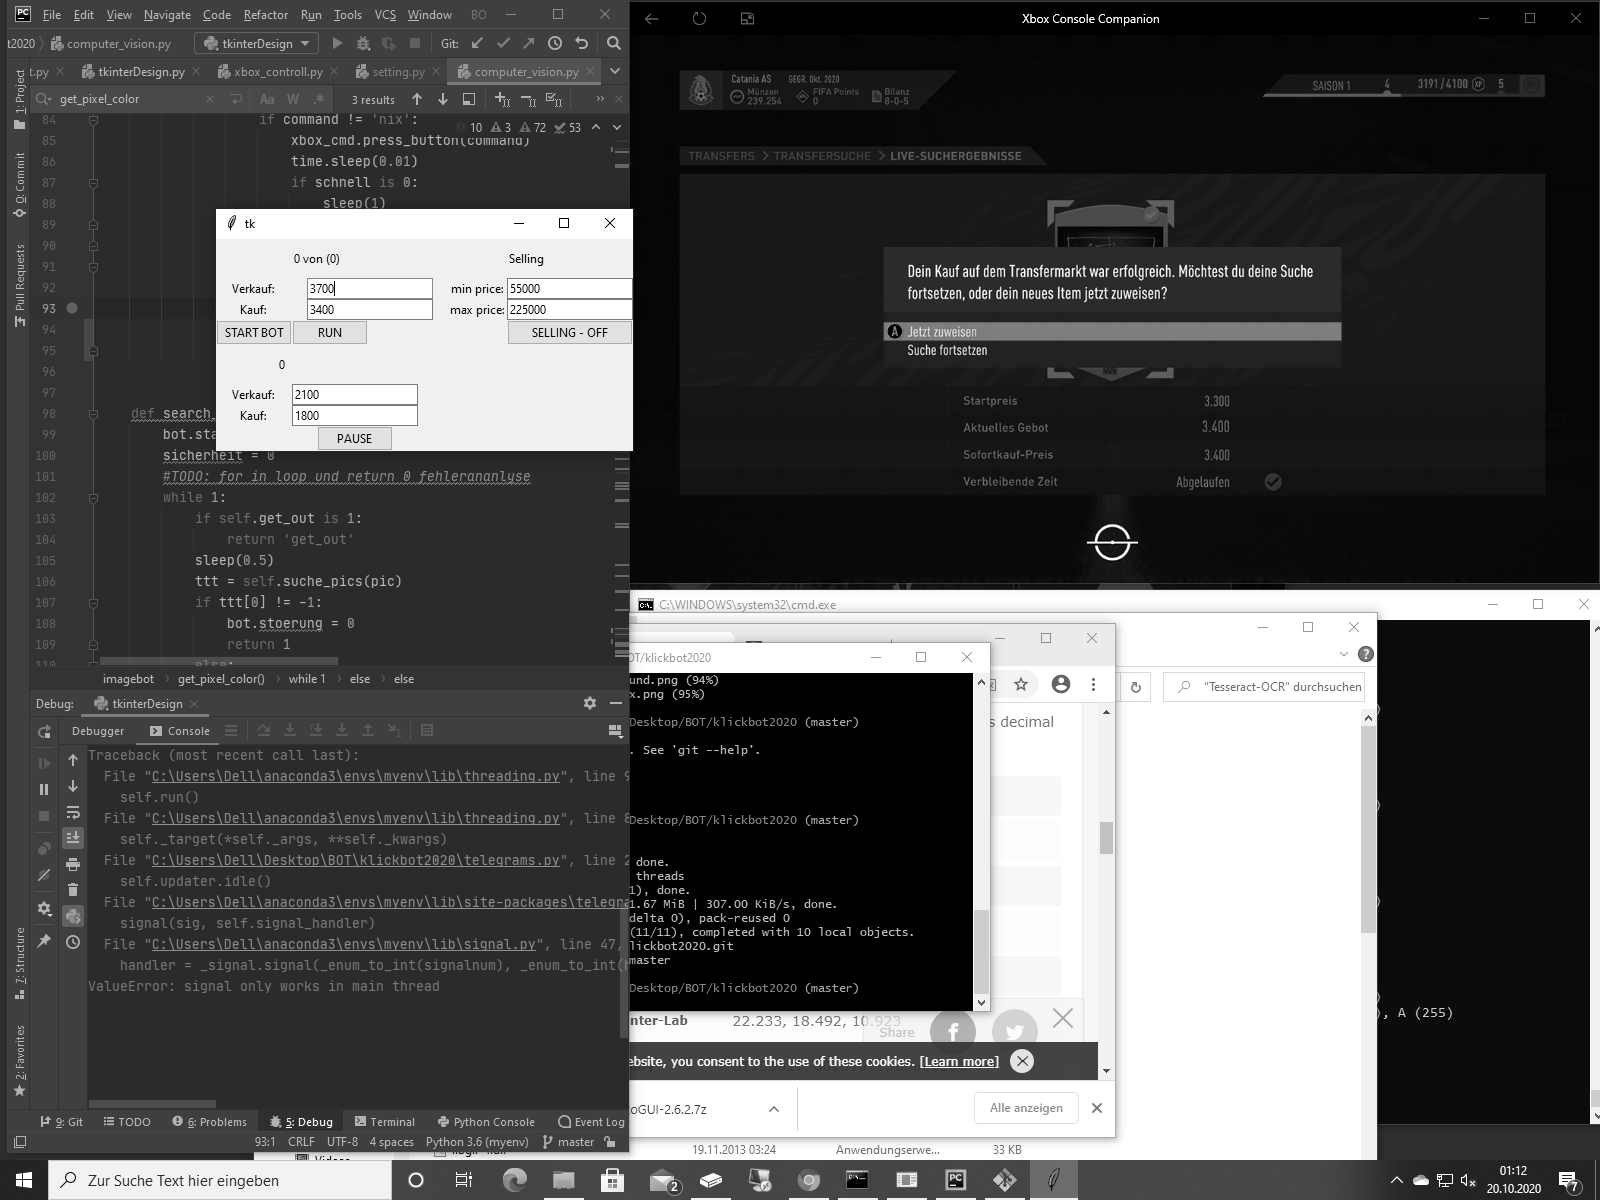 File Edit View Navigate Code Refactor Run Tools VCS Window BO
computer_vision.py
tkinterDesign
Git:
t.py tkinterDesign.py xbox_controll.py setting.py computer_vision.py
get_pixel_color
Aa W .*
3 results
10 3 72 53
84 if command != 'nix':
85 xbox_cmd.press_button(command)
86 time.sleep(0.01)
87 if schnell is 0:
88 sleep(1)
89
90
91
92
93
94
95
96
97
98 def search_
99 bot.sta
100 sicherheit = 0
101 #TODO: for in loop und return 0 fehlerananlyse
102 while 1:
103 if self.get_out is 1:
104 return 'get_out'
105 sleep(0.5)
106 ttt = self.suche_pics(pic)
107 if ttt[0] != -1:
108 bot.stoerung = 0
109 return 1
110 else:
imagebot get_pixel_color() while 1 else else
1: Project
0: Commit
Pull Requests
7: Structure
2: Favorites
tk
0 von (0)
Selling
Verkauf: 3700
min price: 55000
Kauf: 3400
max price: 225000
START BOT
RUN
SELLING - OFF
0
Verkauf: 2100
Kauf: 1800
PAUSE
Debug: tkinterDesign
Debugger Console
Traceback (most recent call last):
File "C:\Users\Dell\anaconda3\envs\myenv\lib\threading.py", line 9
self.run()
File "C:\Users\Dell\anaconda3\envs\myenv\lib\threading.py", line 8
self._target(*self._args, **self._kwargs)
File "C:\Users\Dell\Desktop\BOT\klickbot2020\telegrams.py", line 2
self.updater.idle()
File "C:\Users\Dell\anaconda3\envs\myenv\lib\site-packages\telegra
signal(sig, self.signal_handler)
File "C:\Users\Dell\anaconda3\envs\myenv\lib\signal.py", line 47,
handler = _signal.signal(_enum_to_int(signalnum), _enum_to_int(h
ValueError: signal only works in main thread
9: Git TODO 6: Problems 5: Debug Terminal Python Console Event Log
93:1 CRLF UTF-8 4 spaces Python 3.6 (myenv) master
Xbox Console Companion
Catania AS GEGR. Okt. 2020
Münzen 239.254
FIFA Points 0
Bilanz 8-0-5
SAISON 1 4 3191/4100 XP 5
TRANSFERS > TRANSFERSUCHE > LIVE-SUCHERGEBNISSE
Dein Kauf auf dem Transfermarkt war erfolgreich. Möchtest du deine Suche
fortsetzen, oder dein neues Item jetzt zuweisen?
A Jetzt zuweisen
Suche fortsetzen
Startpreis 3.300
Aktuelles Gebot 3.400
Sofortkauf-Preis 3.400
Verbleibende Zeit Abgelaufen
C:\WINDOWS\system32\cmd.exe
OT/klickbot2020
und.png (94%)
x.png (95%)
Desktop/BOT/klickbot2020 (master)
. See 'git --help'.
Desktop/BOT/klickbot2020 (master)
done.
threads
1), done.
1.67 MiB | 307.00 KiB/s, done.
delta 0), pack-reused 0
(11/11), completed with 10 local objects.
lickbot2020.git
master
Desktop/BOT/klickbot2020 (master)
"Tesseract-OCR" durchsuchen
s decimal
), A (255)
nter-Lab 22.233, 18.492, 10.923
Share
ebsite, you consent to the use of these cookies. [Learn more]
oGUI-2.6.2.7z
Alle anzeigen
19.11.2013 03:24 Anwendungserwe... 33 KB
Zur Suche Text hier eingeben
2
01:12
20.10.2020
7